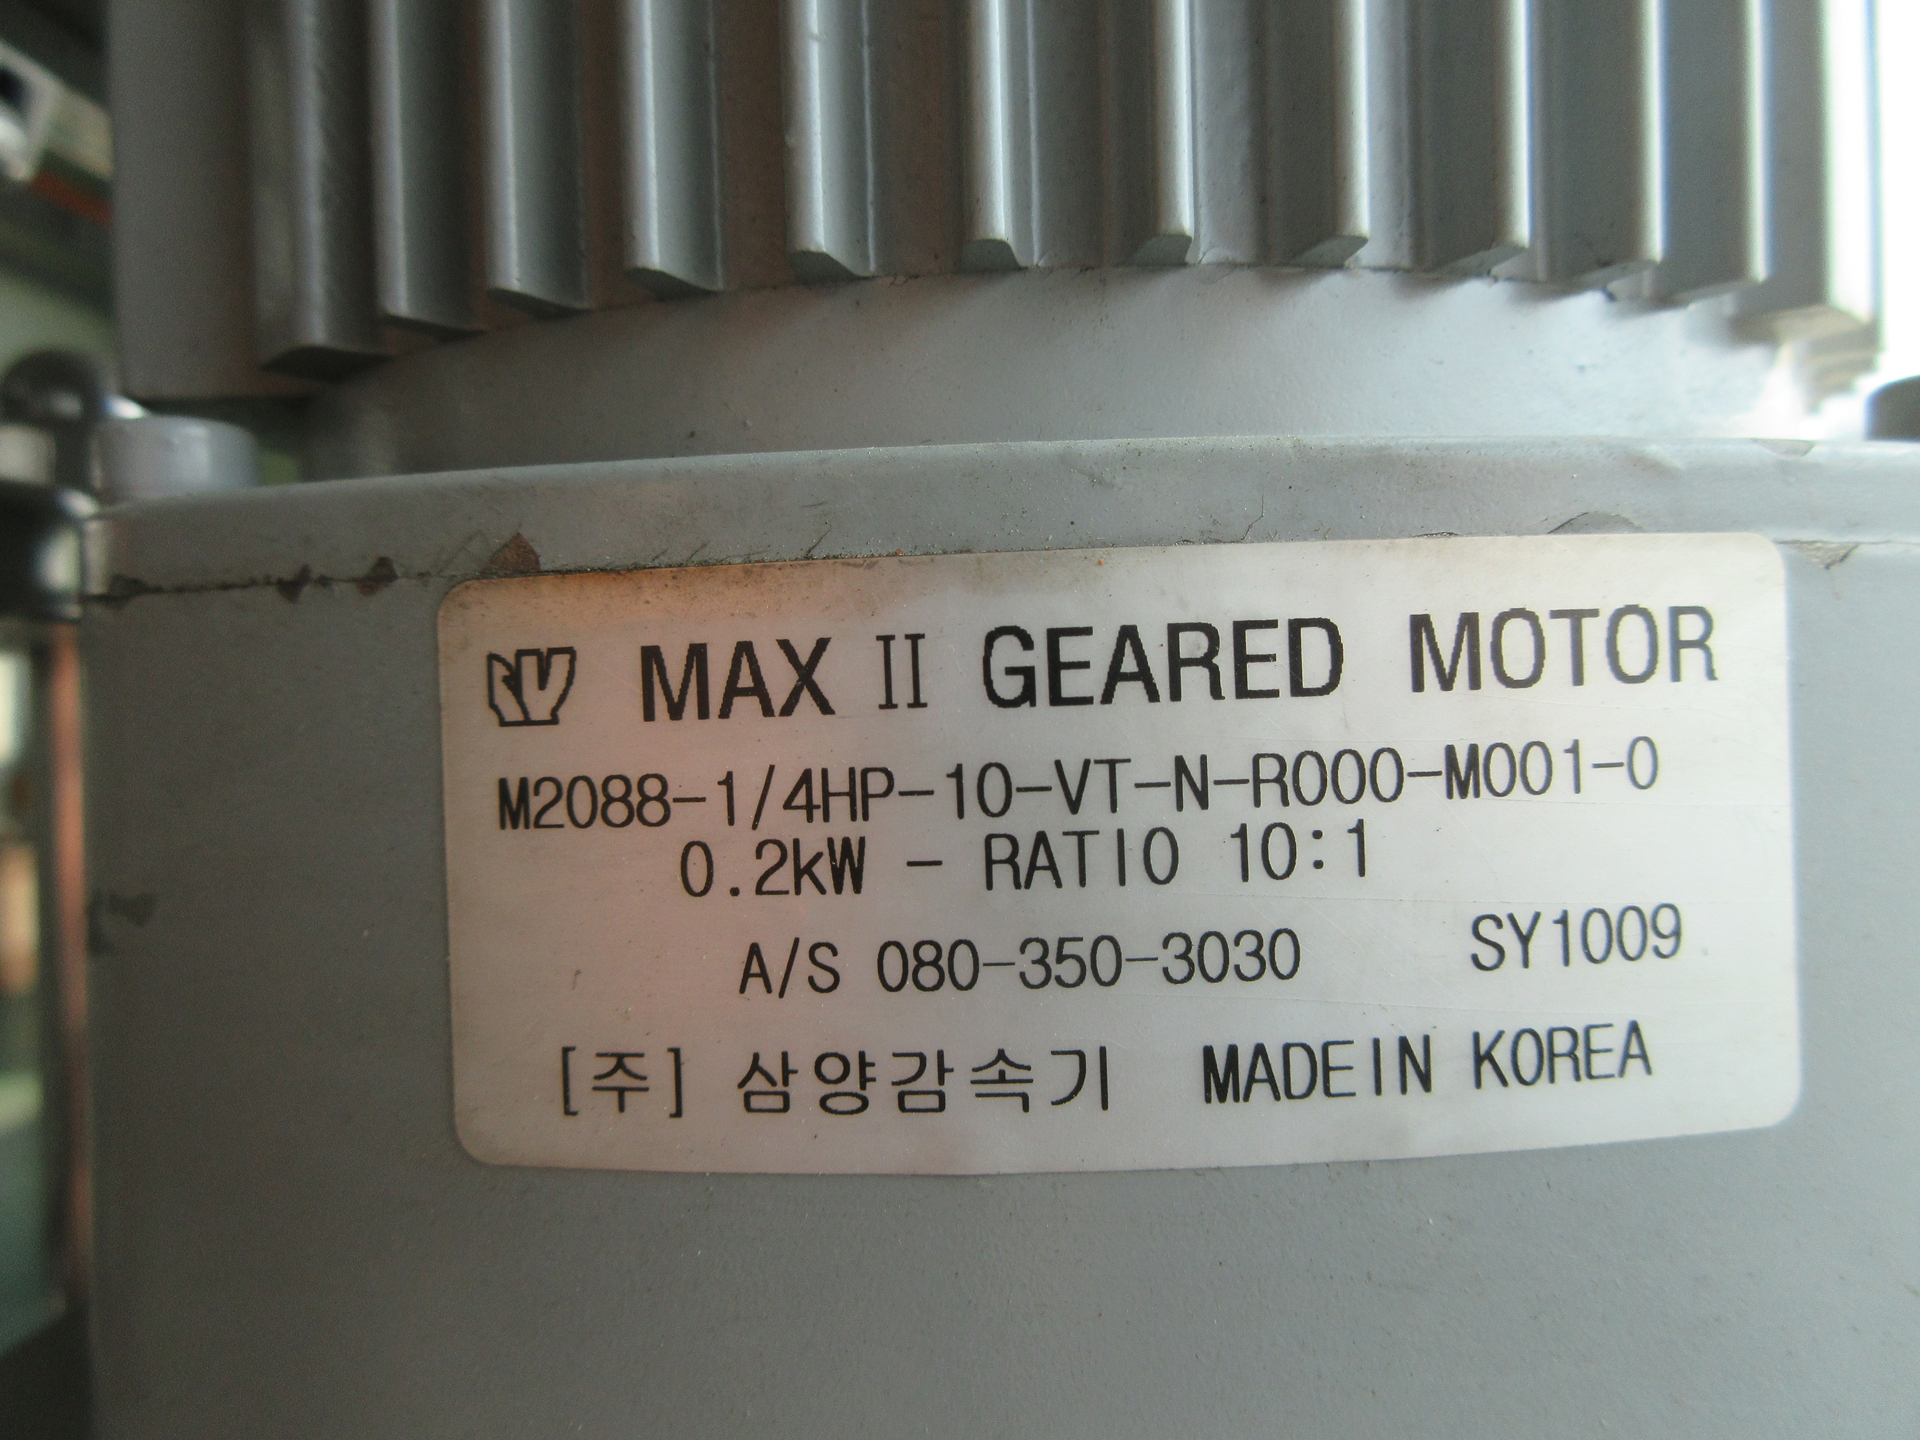 MAX II GEARED MOTOR
M2088-1/4HP-10-VT-N-R000-M001-0
0.2kW - RATIO 10:1
A/S 080-350-3030 SY1009
[주] 삼양감속기 MADEIN KOREA